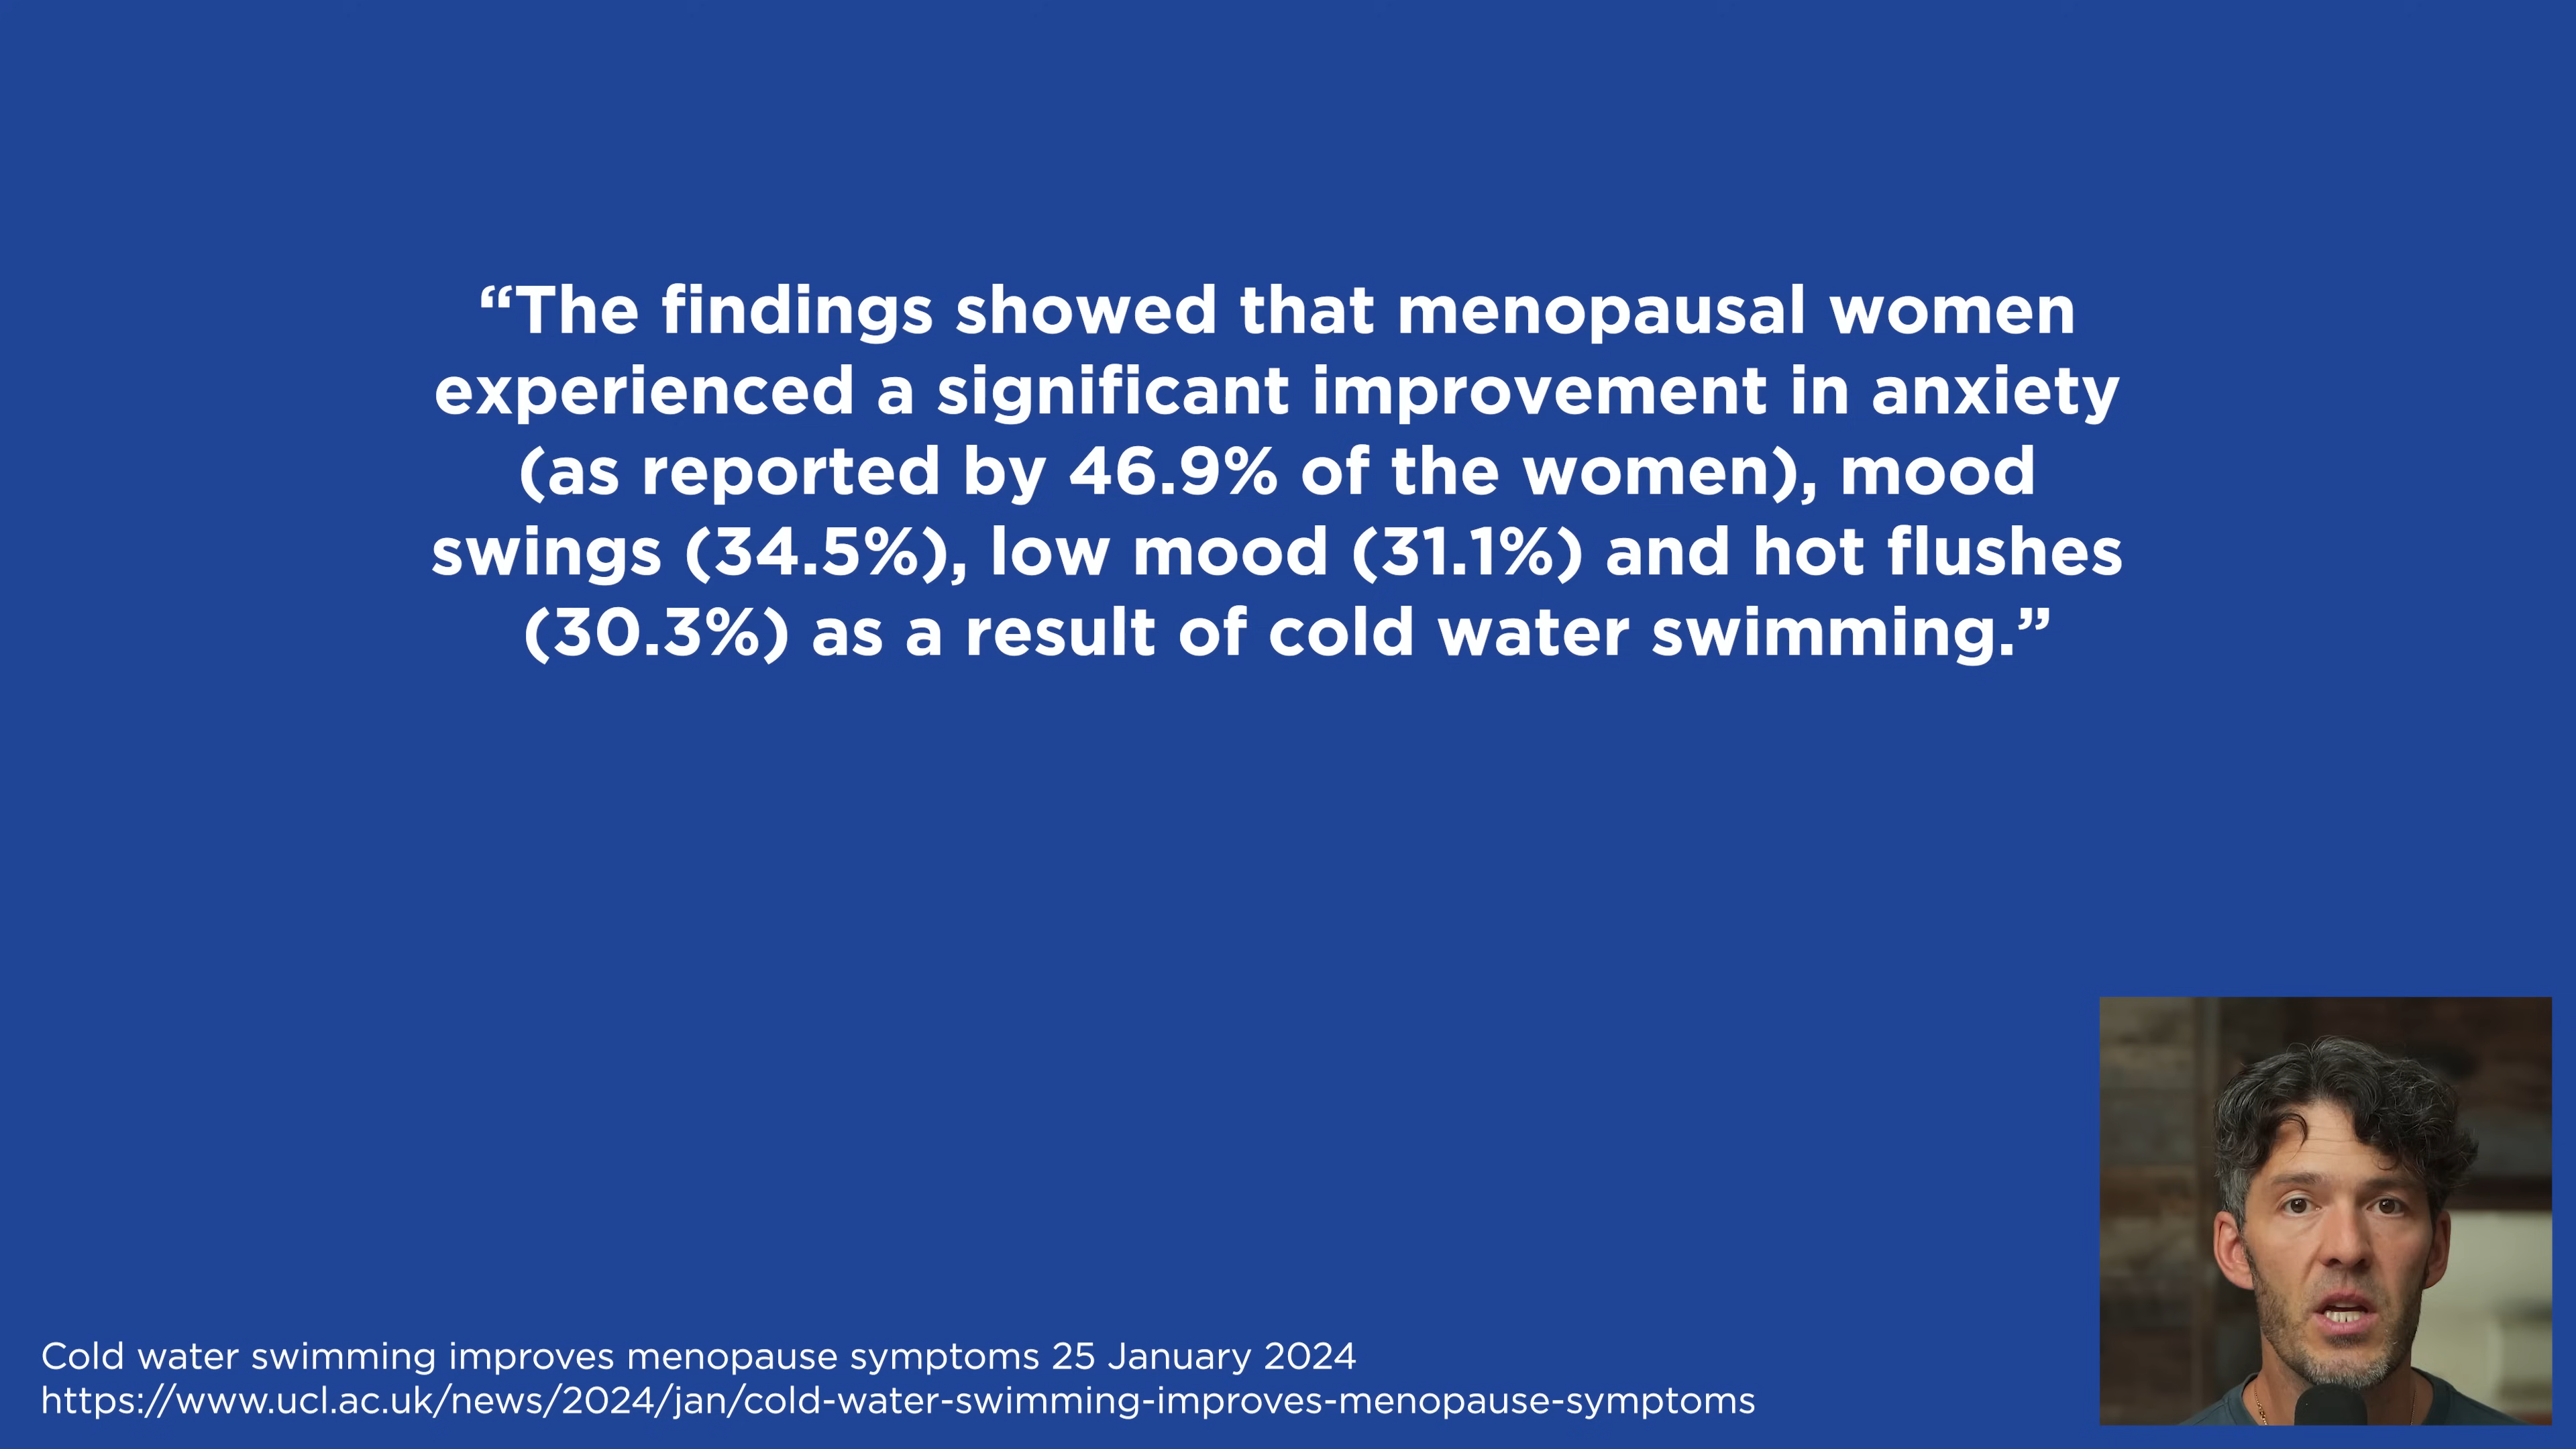 “The findings showed that menopausal women
experienced a significant improvement in anxiety
(as reported by 46.9% of the women), mood
swings (34.5%), low mood (31.1%) and hot flushes
(30.3%) as a result of cold water swimming.”
Cold water swimming improves menopause symptoms 25 January 2024
https://www.ucl.ac.uk/news/2024/jan/cold-water-swimming-improves-menopause-symptoms